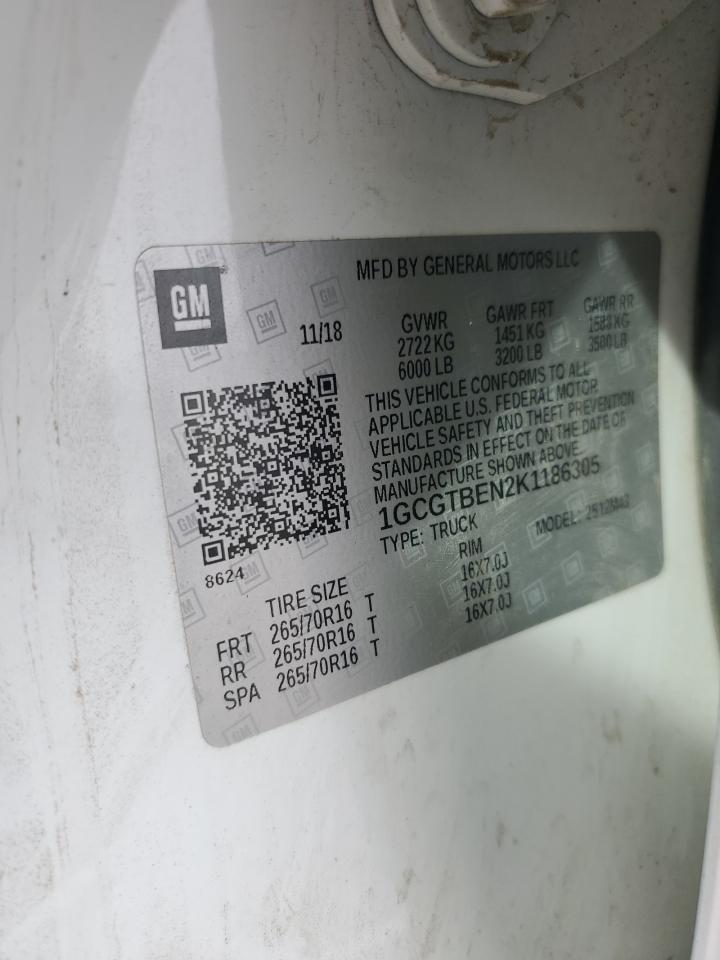 GM
MFD BY GENERAL MOTORS LLC
11/18
GVWR GAWR FRT GAWR RR
2722 KG 1451 KG 1588 KG
6000 LB 3200 LB 3500 LB
THIS VEHICLE CONFORMS TO ALL
APPLICABLE U.S. FEDERAL MOTOR
VEHICLE SAFETY AND THEFT PREVENTION
STANDARDS IN EFFECT ON THE DATE OF
MANUFACTURE SHOWN ABOVE.
1GCGTBEN2K1186305
TYPE: TRUCK MODEL:
8624
TIRE SIZE RIM
FRT 265/70R16 T 16X7.0J
RR 265/70R16 T 16X7.0J
SPA 265/70R16 T 16X7.0J